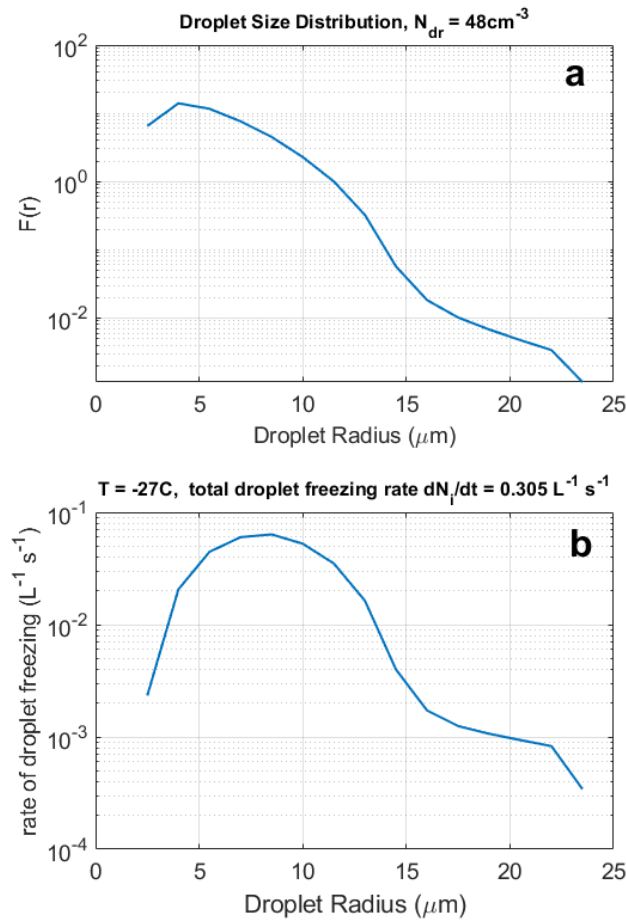 Droplet Size Distribution, N_dr = 48cm^-3
a
10^2
10^0
10^-2
F(r)
0 5 10 15 20 25
Droplet Radius (μm)
T = -27C, total droplet freezing rate dN_i/dt = 0.305 L^-1 s^-1
b
10^-1
10^-2
10^-3
10^-4
rate of droplet freezing (L^-1 s^-1)
0 5 10 15 20 25
Droplet Radius (μm)